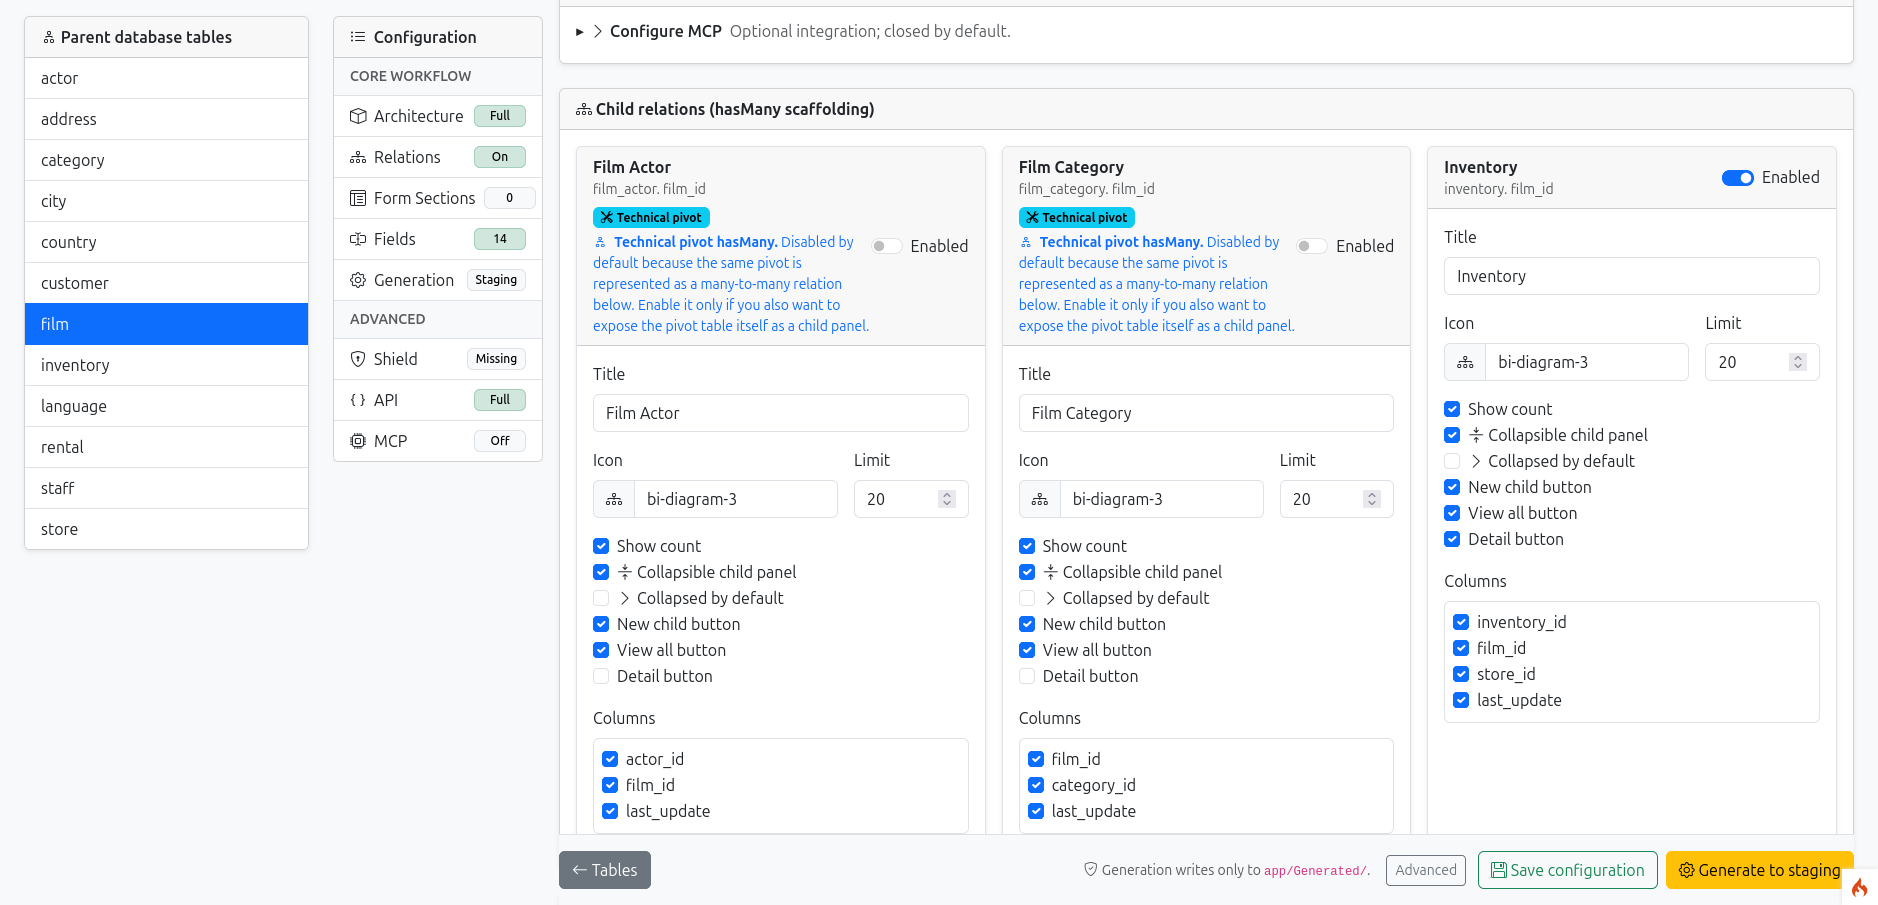 Parent database tables
actor
address
category
city
country
customer
film
inventory
language
rental
staff
store
Configuration
CORE WORKFLOW
Architecture Full
Relations On
Form Sections 0
Fields 14
Generation Staging
ADVANCED
Shield Missing
API Full
MCP Off
Configure MCP Optional integration; closed by default.
Child relations (hasMany scaffolding)
Film Actor
film_actor. film_id
Technical pivot
Technical pivot hasMany. Disabled by
default because the same pivot is
represented as a many-to-many relation
below. Enable it only if you also want to
expose the pivot table itself as a child panel.
Enabled
Title
Film Actor
Icon Limit
bi-diagram-3 20
Show count
Collapsible child panel
Collapsed by default
New child button
View all button
Detail button
Columns
actor_id
film_id
last_update
Film Category
film_category. film_id
Technical pivot
Technical pivot hasMany. Disabled by
default because the same pivot is
represented as a many-to-many relation
below. Enable it only if you also want to
expose the pivot table itself as a child panel.
Enabled
Title
Film Category
Icon Limit
bi-diagram-3 20
Show count
Collapsible child panel
Collapsed by default
New child button
View all button
Detail button
Columns
film_id
category_id
last_update
Inventory
inventory. film_id
Enabled
Title
Inventory
Icon Limit
bi-diagram-3 20
Show count
Collapsible child panel
Collapsed by default
New child button
View all button
Detail button
Columns
inventory_id
film_id
store_id
last_update
← Tables
Generation writes only to app/Generated/.
Advanced
Save configuration
Generate to staging